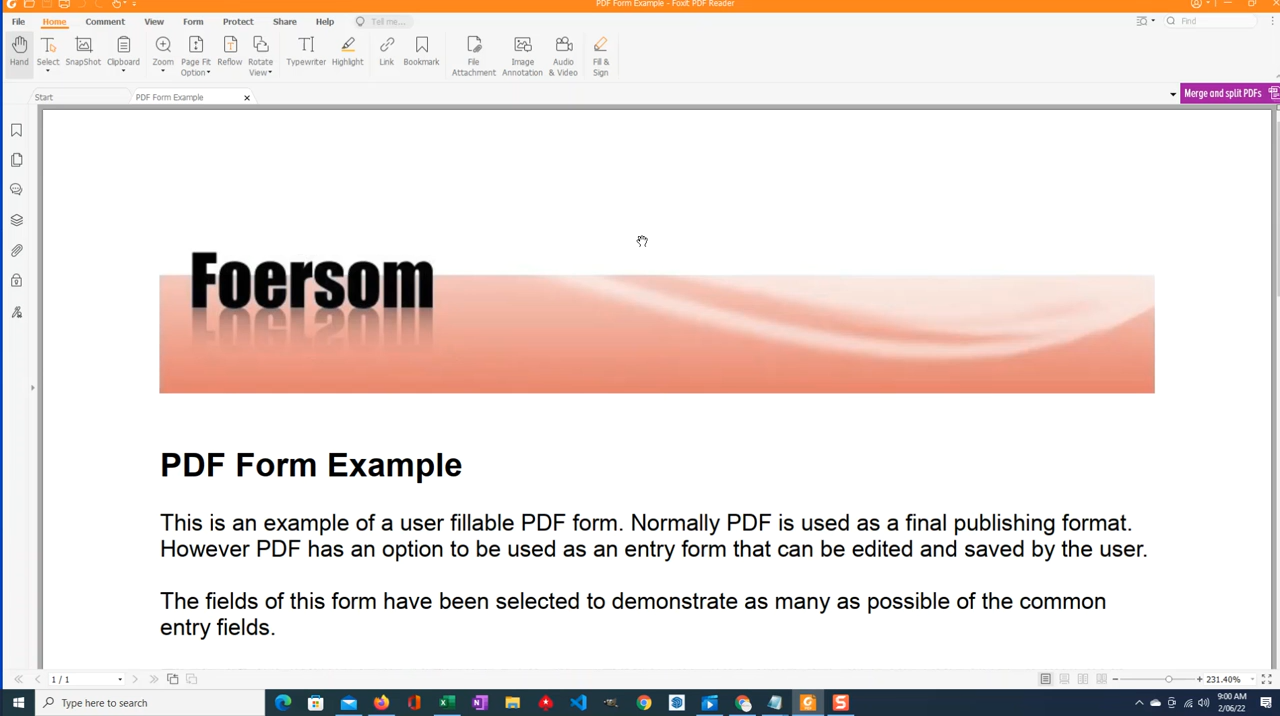 PDF Form Example - Foxit PDF Reader
File Home Comment View Form Protect Share Help Tell me... Find
Hand Select SnapShot Clipboard Zoom Page Fit Option Reflow Rotate View Typewriter Highlight Link Bookmark File Attachment Image Annotation Audio & Video Fill & Sign
Start PDF Form Example Merge and split PDFs
Foersom
PDF Form Example
This is an example of a user fillable PDF form. Normally PDF is used as a final publishing format.
However PDF has an option to be used as an entry form that can be edited and saved by the user.
The fields of this form have been selected to demonstrate as many as possible of the common
entry fields.
1 / 1 231.40%
Type here to search 9:00 AM
2/06/22